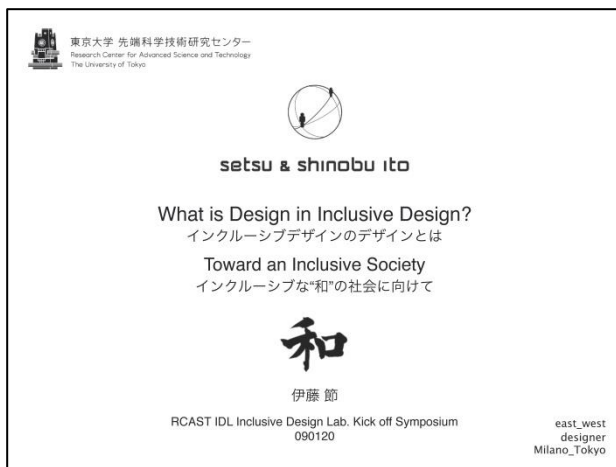 東京大学 先端科学技術研究センター
Research Center for Advanced Science and Technology
The University of Tokyo
setsu & shinobu ito
What is Design in Inclusive Design?
インクルーシブデザインのデザインとは
Toward an Inclusive Society
インクルーシブな“和”の社会に向けて
和
伊藤 節
RCAST IDL Inclusive Design Lab. Kick off Symposium
090120
east_west
designer
Milano_Tokyo